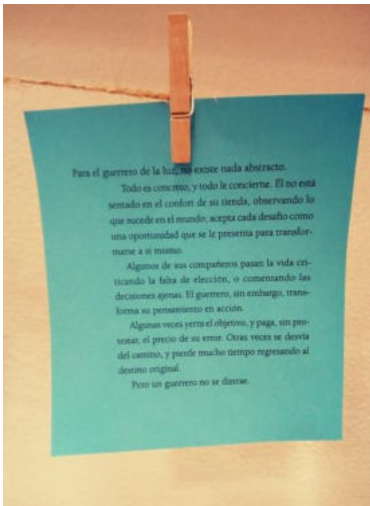 Para el guerrero de la luz, no existe nada abstracto.
Todo es concreto, y todo le concierne. Él no está
sentado en el confort de su tienda, observando lo
que sucede en el mundo; acepta cada desafío como
una oportunidad que se le presenta para transfor-
marse a sí mismo.
Algunos de sus compañeros pasan la vida cri-
ticando la falta de elección, o comentando las
decisiones ajenas. El guerrero, sin embargo, trans-
forma su pensamiento en acción.
Algunas veces yerra el objetivo, y paga, sin pro-
testar, el precio de su error. Otras veces se desvía
del camino, y pierde mucho tiempo regresando al
destino original.
Pero un guerrero no se distrae.